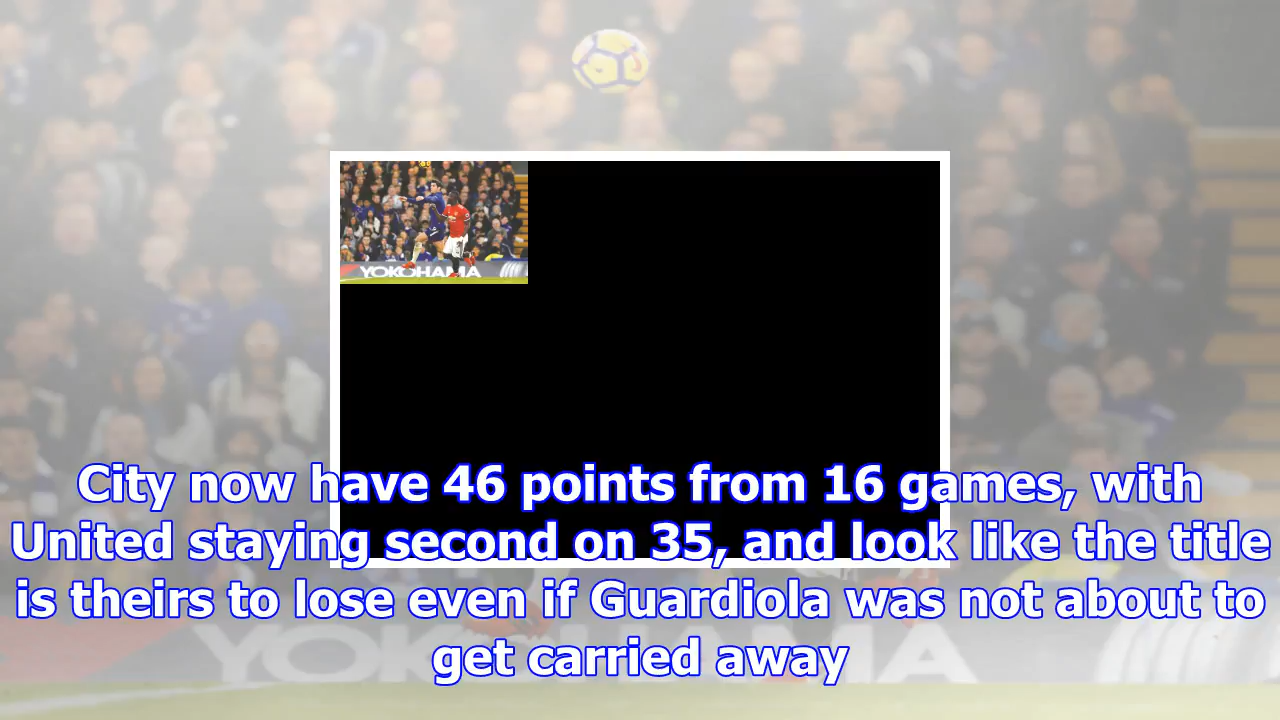 YOKOHAMA
City now have 46 points from 16 games, with
United staying second on 35, and look like the title
is theirs to lose even if Guardiola was not about to
get carried away
YOKOHAMA